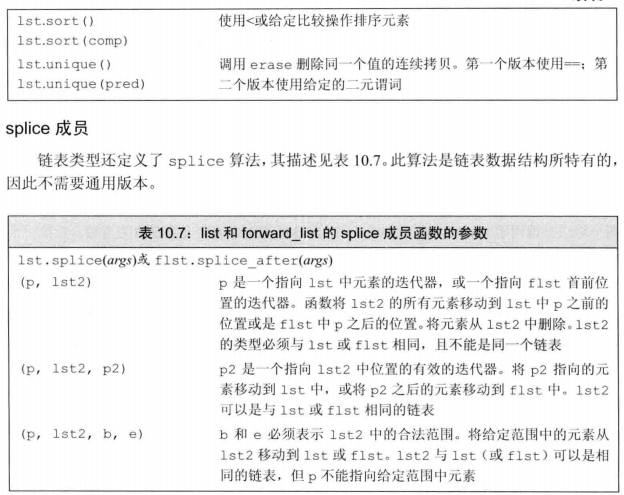 lst.sort() 使用<或给定比较操作排序元素
lst.sort(comp)
lst.unique() 调用 erase 删除同一个值的连续拷贝。第一个版本使用==；第
lst.unique(pred) 二个版本使用给定的二元谓词
splice 成员
链表类型还定义了 splice 算法，其描述见表 10.7。此算法是链表数据结构所特有的，
因此不需要通用版本。
表 10.7：list 和 forward_list 的 splice 成员函数的参数
lst.splice(args)或 flst.splice_after(args)
(p, lst2) p 是一个指向 lst 中元素的迭代器，或一个指向 flst 首前位
置的迭代器。函数将 lst2 的所有元素移动到 lst 中 p 之前的
位置或是 flst 中 p 之后的位置。将元素从 lst2 中删除。lst2
的类型必须与 lst 或 flst 相同，且不能是同一个链表
(p, lst2, p2) p2 是一个指向 lst2 中位置的有效的迭代器。将 p2 指向的元
素移动到 lst 中，或将 p2 之后的元素移动到 flst 中。lst2
可以是与 lst 或 flst 相同的链表
(p, lst2, b, e) b 和 e 必须表示 lst2 中的合法范围。将给定范围中的元素从
lst2 移动到 lst 或 flst。lst2 与 lst（或 flst）可以是相
同的链表，但 p 不能指向给定范围中元素